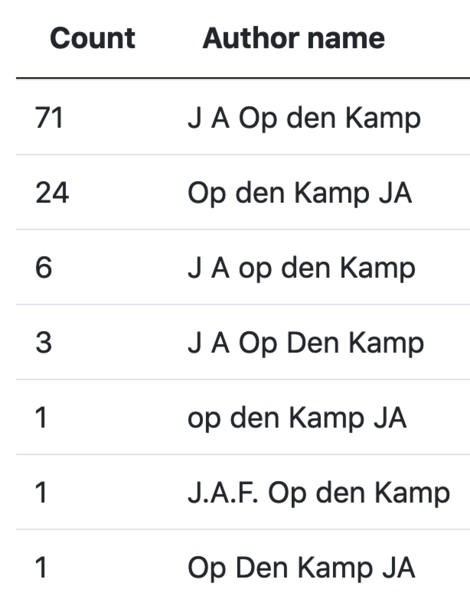 Count Author name
71 J A Op den Kamp
24 Op den Kamp JA
6 J A op den Kamp
3 J A Op Den Kamp
1 op den Kamp JA
1 J.A.F. Op den Kamp
1 Op Den Kamp JA